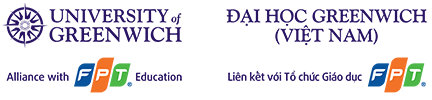 UNIVERSITY of
GREENWICH
Alliance with FPT® Education
ĐẠI HỌC GREENWICH
(VIỆT NAM)
Liên kết với Tổ chức Giáo dục FPT®